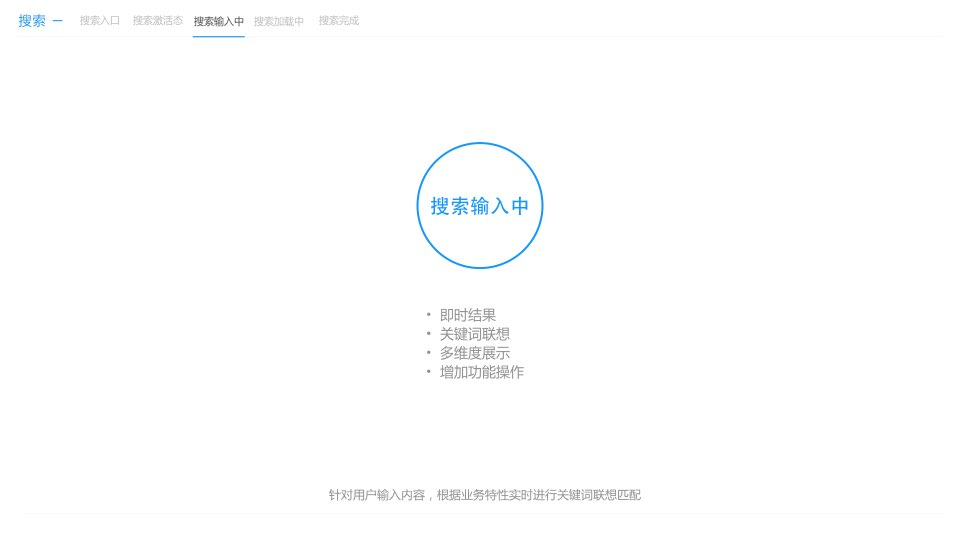 搜索 一 搜索入口 搜索激活态 搜索输入中 搜索加载中 搜索完成
搜索输入中
• 即时结果
• 关键词联想
• 多维度展示
• 增加功能操作
针对用户输入内容，根据业务特性实时进行关键词联想匹配